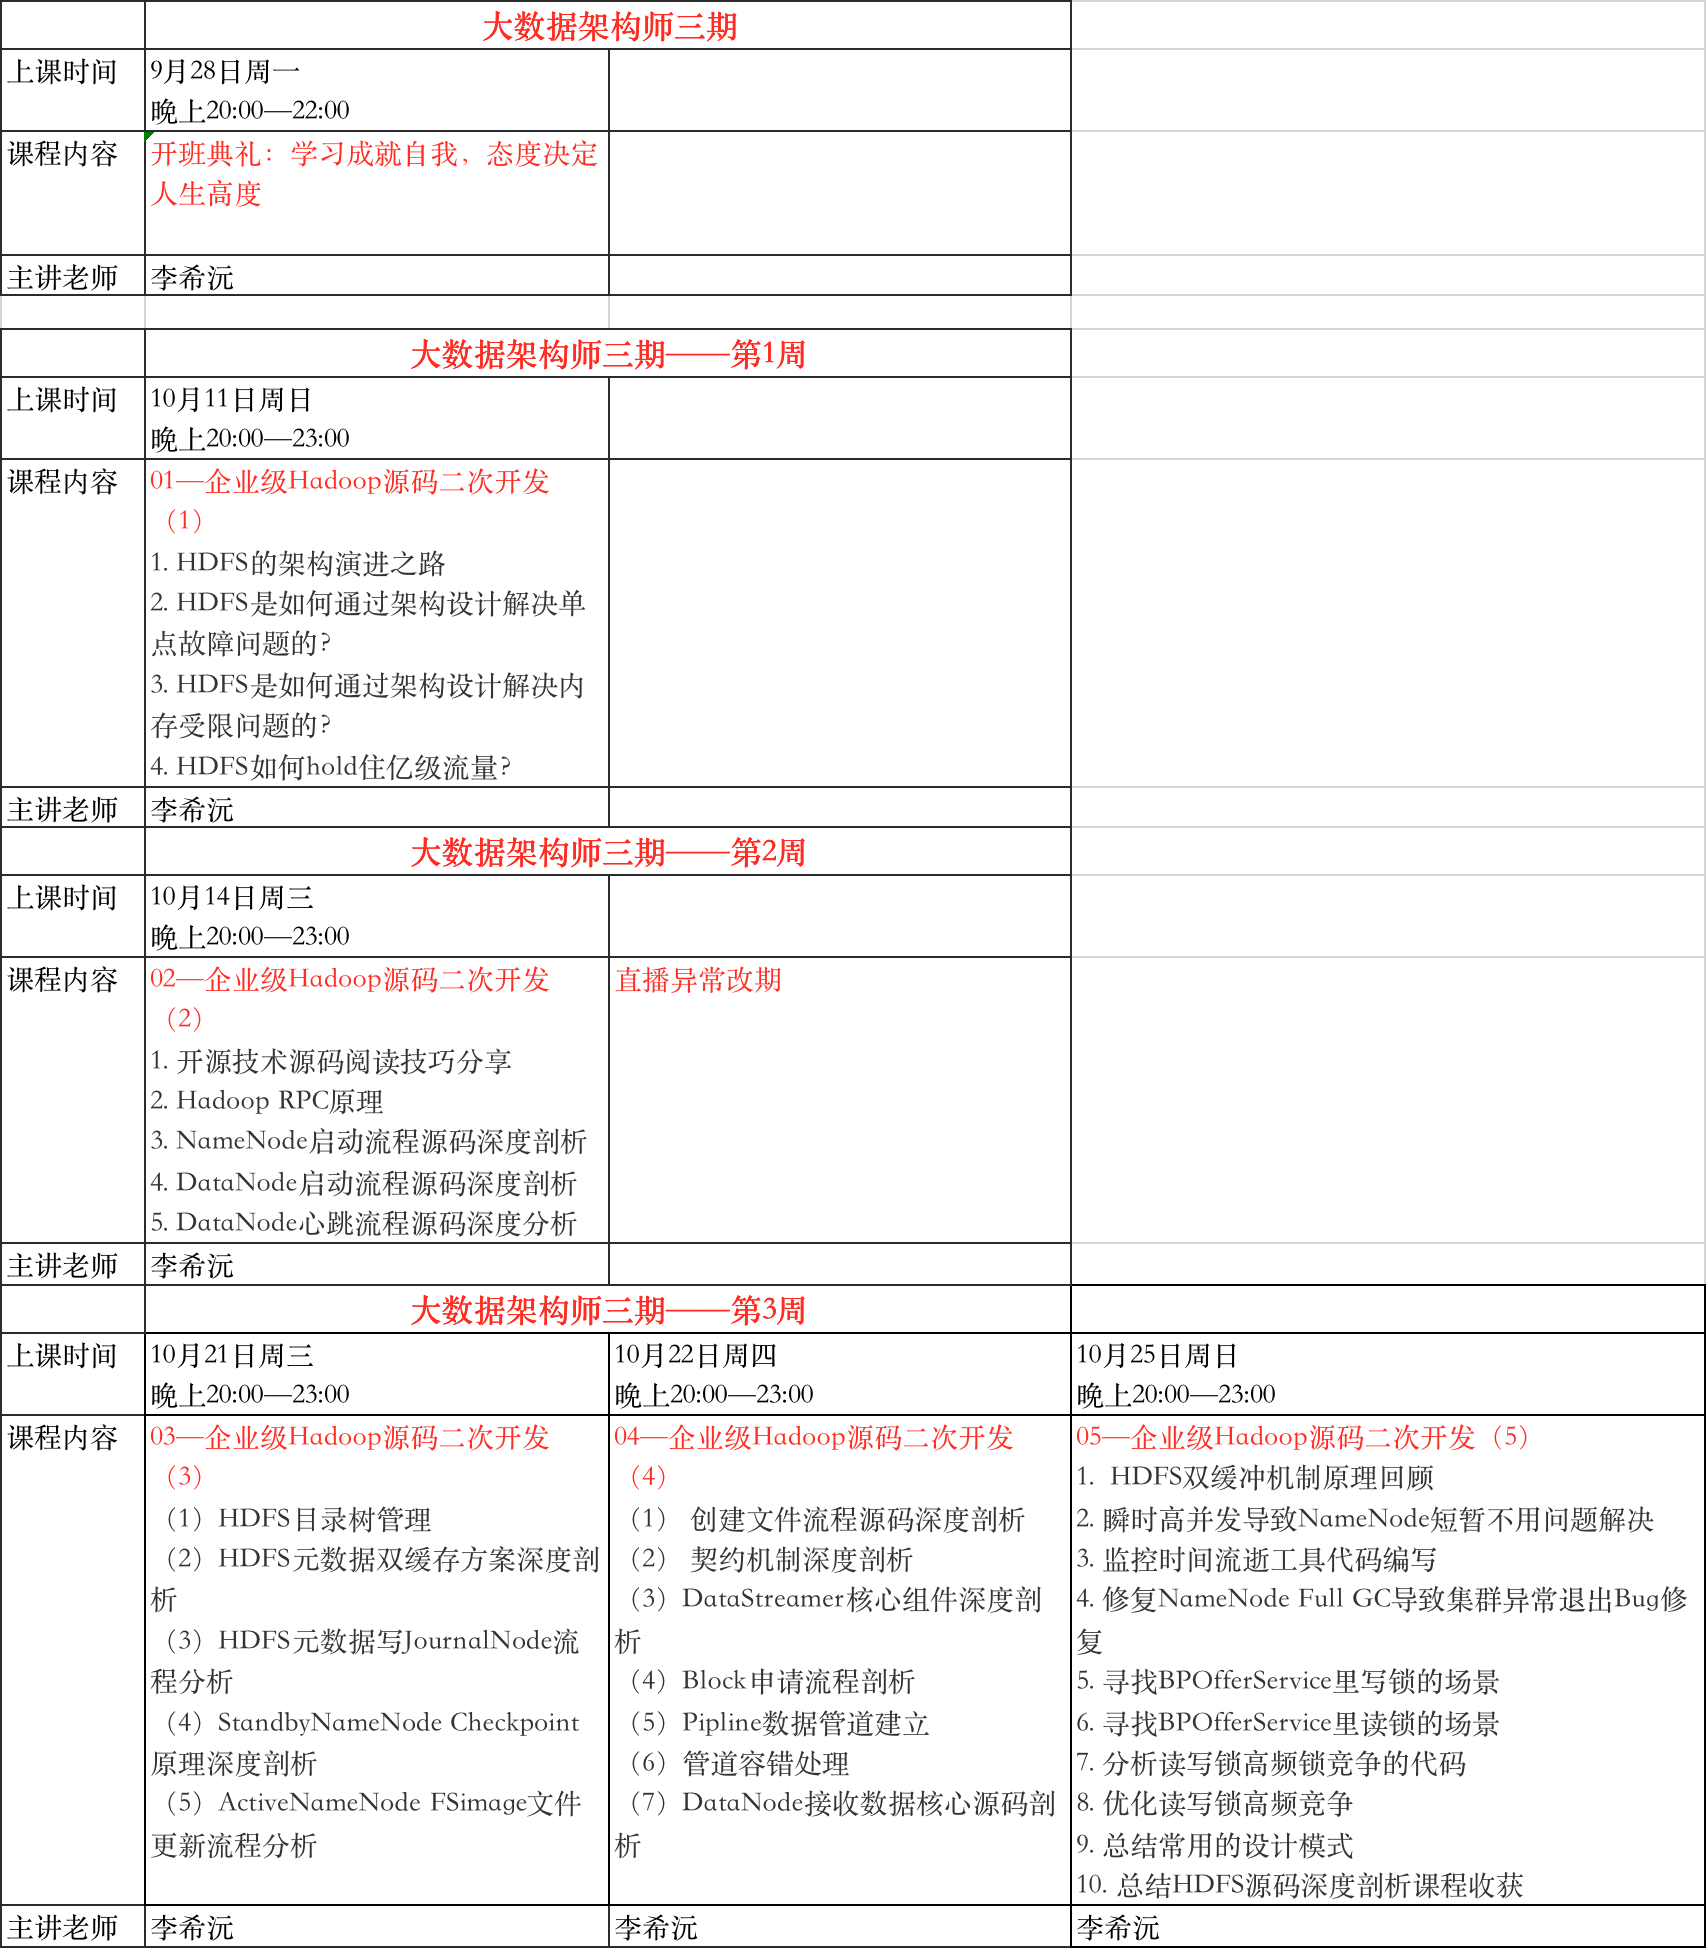 大数据架构师三期
上课时间
9月28日周一
晚上20:00—22:00
课程内容
开班典礼：学习成就自我，态度决定
人生高度
主讲老师
李希沅
大数据架构师三期——第1周
上课时间
10月11日周日
晚上20:00—23:00
课程内容
01—企业级Hadoop源码二次开发
（1）
1. HDFS的架构演进之路
2. HDFS是如何通过架构设计解决单
点故障问题的?
3. HDFS是如何通过架构设计解决内
存受限问题的?
4. HDFS如何hold住亿级流量?
主讲老师
李希沅
大数据架构师三期——第2周
上课时间
10月14日周三
晚上20:00—23:00
课程内容
02—企业级Hadoop源码二次开发
（2）
1. 开源技术源码阅读技巧分享
2. Hadoop RPC原理
3. NameNode启动流程源码深度剖析
4. DataNode启动流程源码深度剖析
5. DataNode心跳流程源码深度分析
直播异常改期
主讲老师
李希沅
大数据架构师三期——第3周
上课时间
10月21日周三
晚上20:00—23:00
10月22日周四
晚上20:00—23:00
10月25日周日
晚上20:00—23:00
课程内容
03—企业级Hadoop源码二次开发
（3）
（1）HDFS目录树管理
（2）HDFS元数据双缓存方案深度剖
析
（3）HDFS元数据写JournalNode流
程分析
（4）StandbyNameNode Checkpoint
原理深度剖析
（5）ActiveNameNode FSimage文件
更新流程分析
04—企业级Hadoop源码二次开发
（4）
（1） 创建文件流程源码深度剖析
（2） 契约机制深度剖析
（3）DataStreamer核心组件深度剖
析
（4）Block申请流程剖析
（5）Pipline数据管道建立
（6）管道容错处理
（7）DataNode接收数据核心源码剖
析
05—企业级Hadoop源码二次开发（5）
1.  HDFS双缓冲机制原理回顾
2. 瞬时高并发导致NameNode短暂不用问题解决
3. 监控时间流逝工具代码编写
4. 修复NameNode Full GC导致集群异常退出Bug修
复
5. 寻找BPOfferService里写锁的场景
6. 寻找BPOfferService里读锁的场景
7. 分析读写锁高频锁竞争的代码
8. 优化读写锁高频竞争
9. 总结常用的设计模式
10. 总结HDFS源码深度剖析课程收获
主讲老师
李希沅
李希沅
李希沅